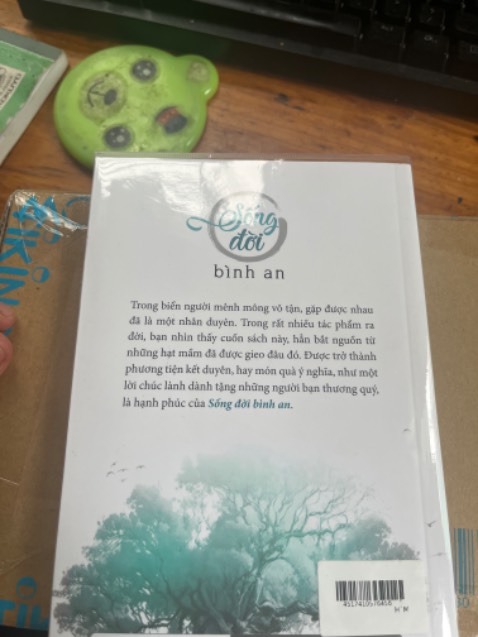 Sống
đời
bình an
Trong biển người mênh mông vô tận, gặp được nhau
đã là một nhân duyên. Trong rất nhiều tác phẩm ra
đời, bạn nhìn thấy cuốn sách này, hẳn bắt nguồn từ
những hạt mầm đã được gieo đâu đó. Được trở thành
phương tiện kết duyên, hay món quà ý nghĩa, như một
lời chúc lành dành tặng những người bạn thương quý,
là hạnh phúc của Sống đời bình an.
TIKI